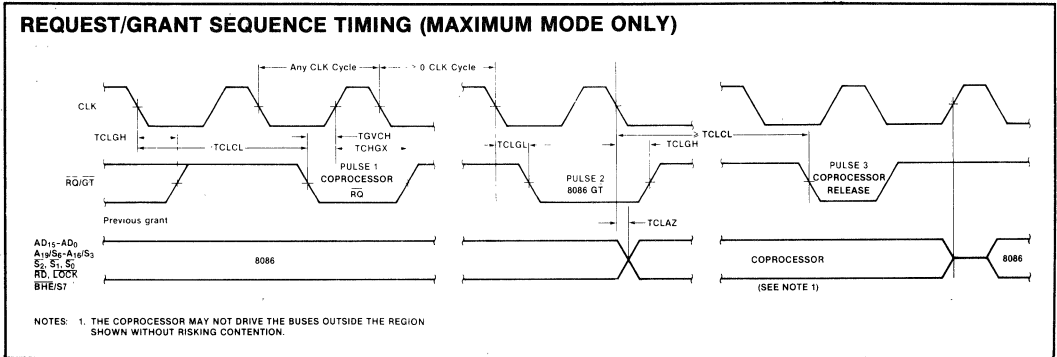 REQUEST/GRANT SEQUENCE TIMING (MAXIMUM MODE ONLY)
Any CLK Cycle
> 0 CLK Cycle
CLK
TCLGH
TCLCL
TGVCH
TCHGX
TCLGL
≥ TCLCL
TCLGH
RQ/GT
PULSE 1
COPROCESSOR
RQ
PULSE 2
8086 GT
PULSE 3
COPROCESSOR
RELEASE
Previous grant
TCLAZ
AD15-AD0
A19/S6-A16/S3
S2, S1, S0
RD, LOCK
BHE/S7
8086
COPROCESSOR
8086
(SEE NOTE 1)
NOTES: 1. THE COPROCESSOR MAY NOT DRIVE THE BUSES OUTSIDE THE REGION
SHOWN WITHOUT RISKING CONTENTION.